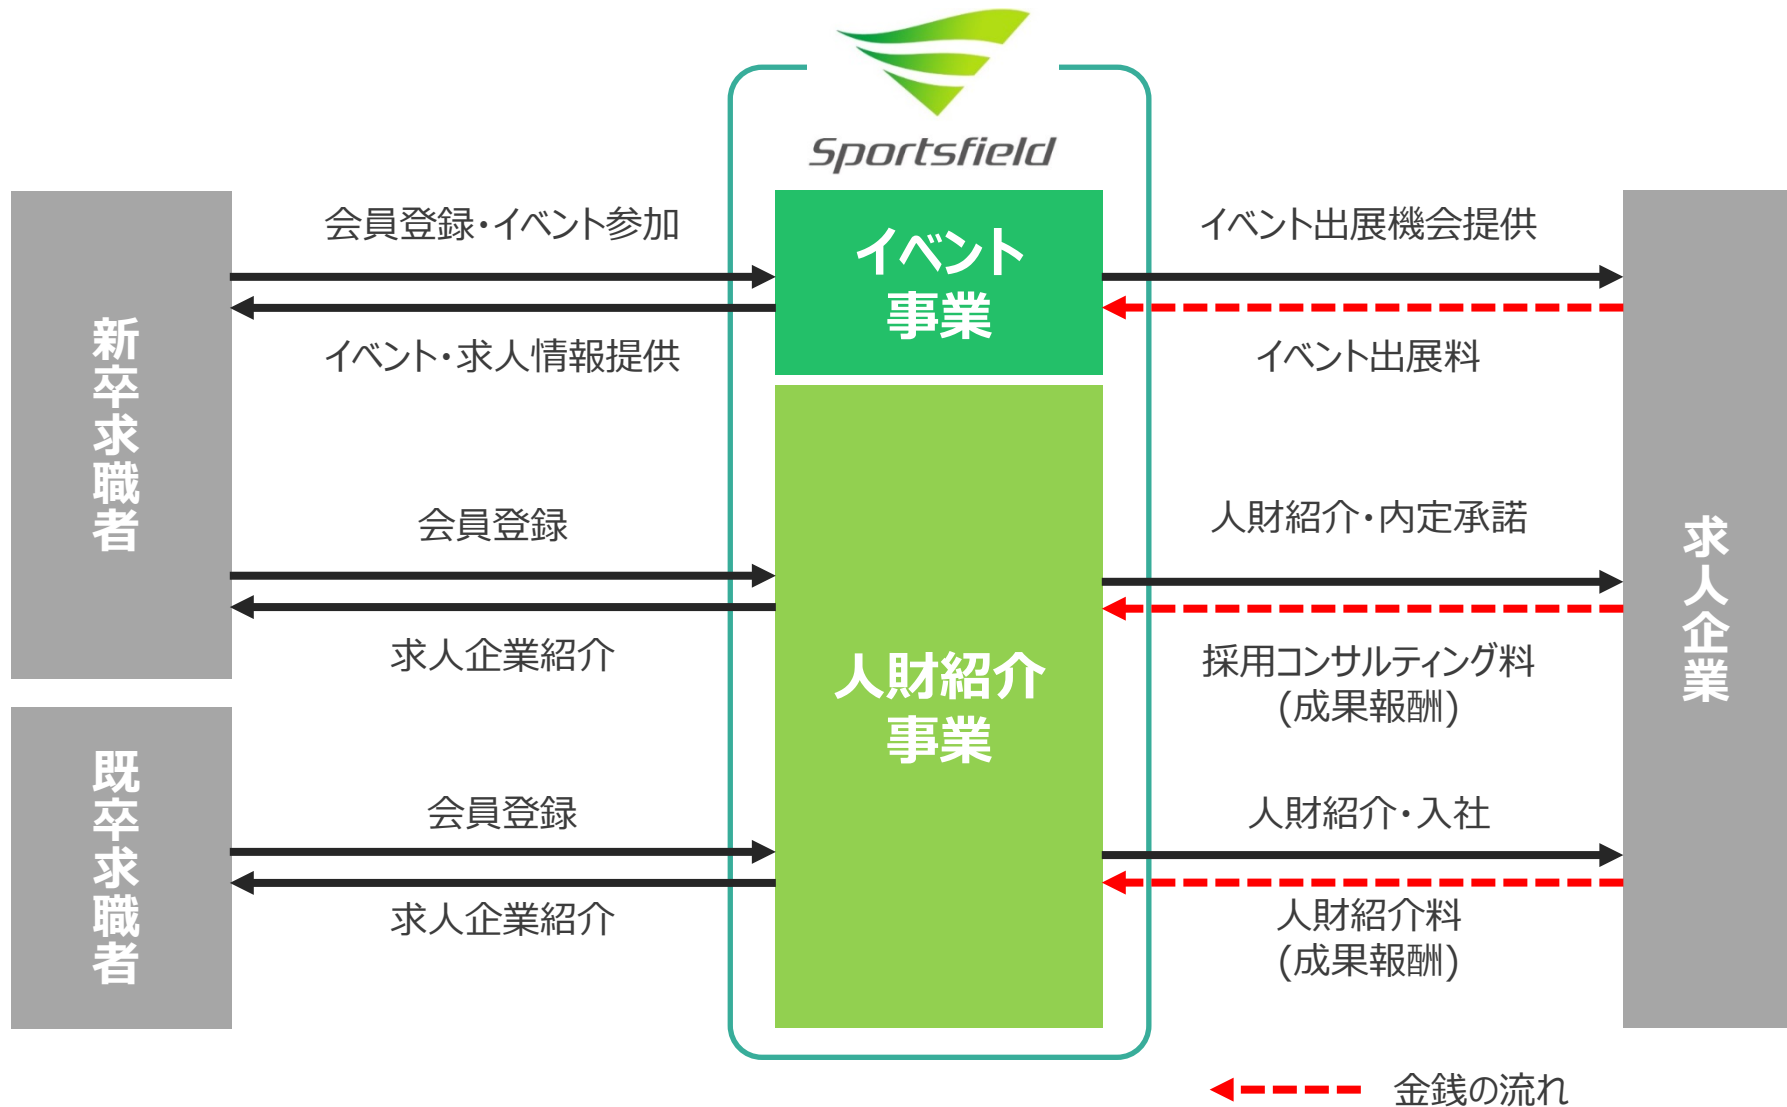 Sportsfield
新卒求職者
会員登録・イベント参加
イベント・求人情報提供
会員登録
求人企業紹介
既卒求職者
会員登録
求人企業紹介
イベント
事業
人財紹介
事業
イベント出展機会提供
イベント出展料
人財紹介・内定承諾
採用コンサルティング料
(成果報酬)
人財紹介・入社
人財紹介料
(成果報酬)
求人企業
金銭の流れ